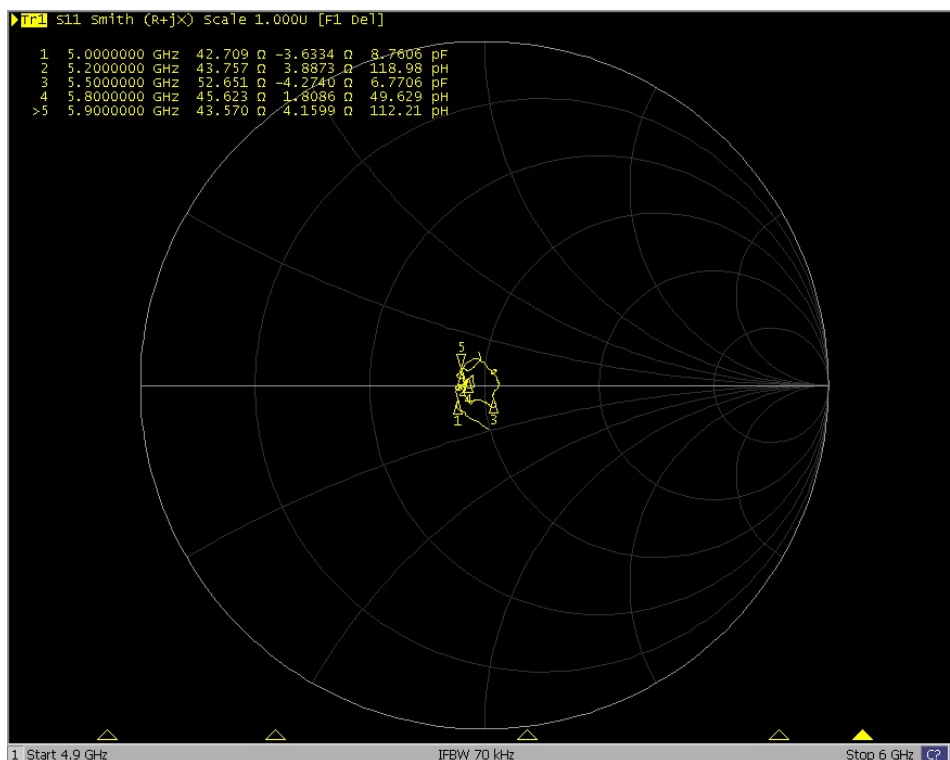 Tr1 S11 Smith (R+jX) Scale 1.000U [F1 Del]
1 5.0000000 GHz 42.709 Ω -3.6334 Ω 8.7606 pF
2 5.2000000 GHz 43.757 Ω 3.8873 Ω 118.98 pH
3 5.5000000 GHz 52.651 Ω -4.2740 Ω 6.7706 pF
4 5.8000000 GHz 45.623 Ω 1.8086 Ω 49.629 pH
>5 5.9000000 GHz 43.570 Ω 4.1599 Ω 112.21 pH
5
4
1
3
1 Start 4.9 GHz IFBW 70 kHz Stop 6 GHz C?